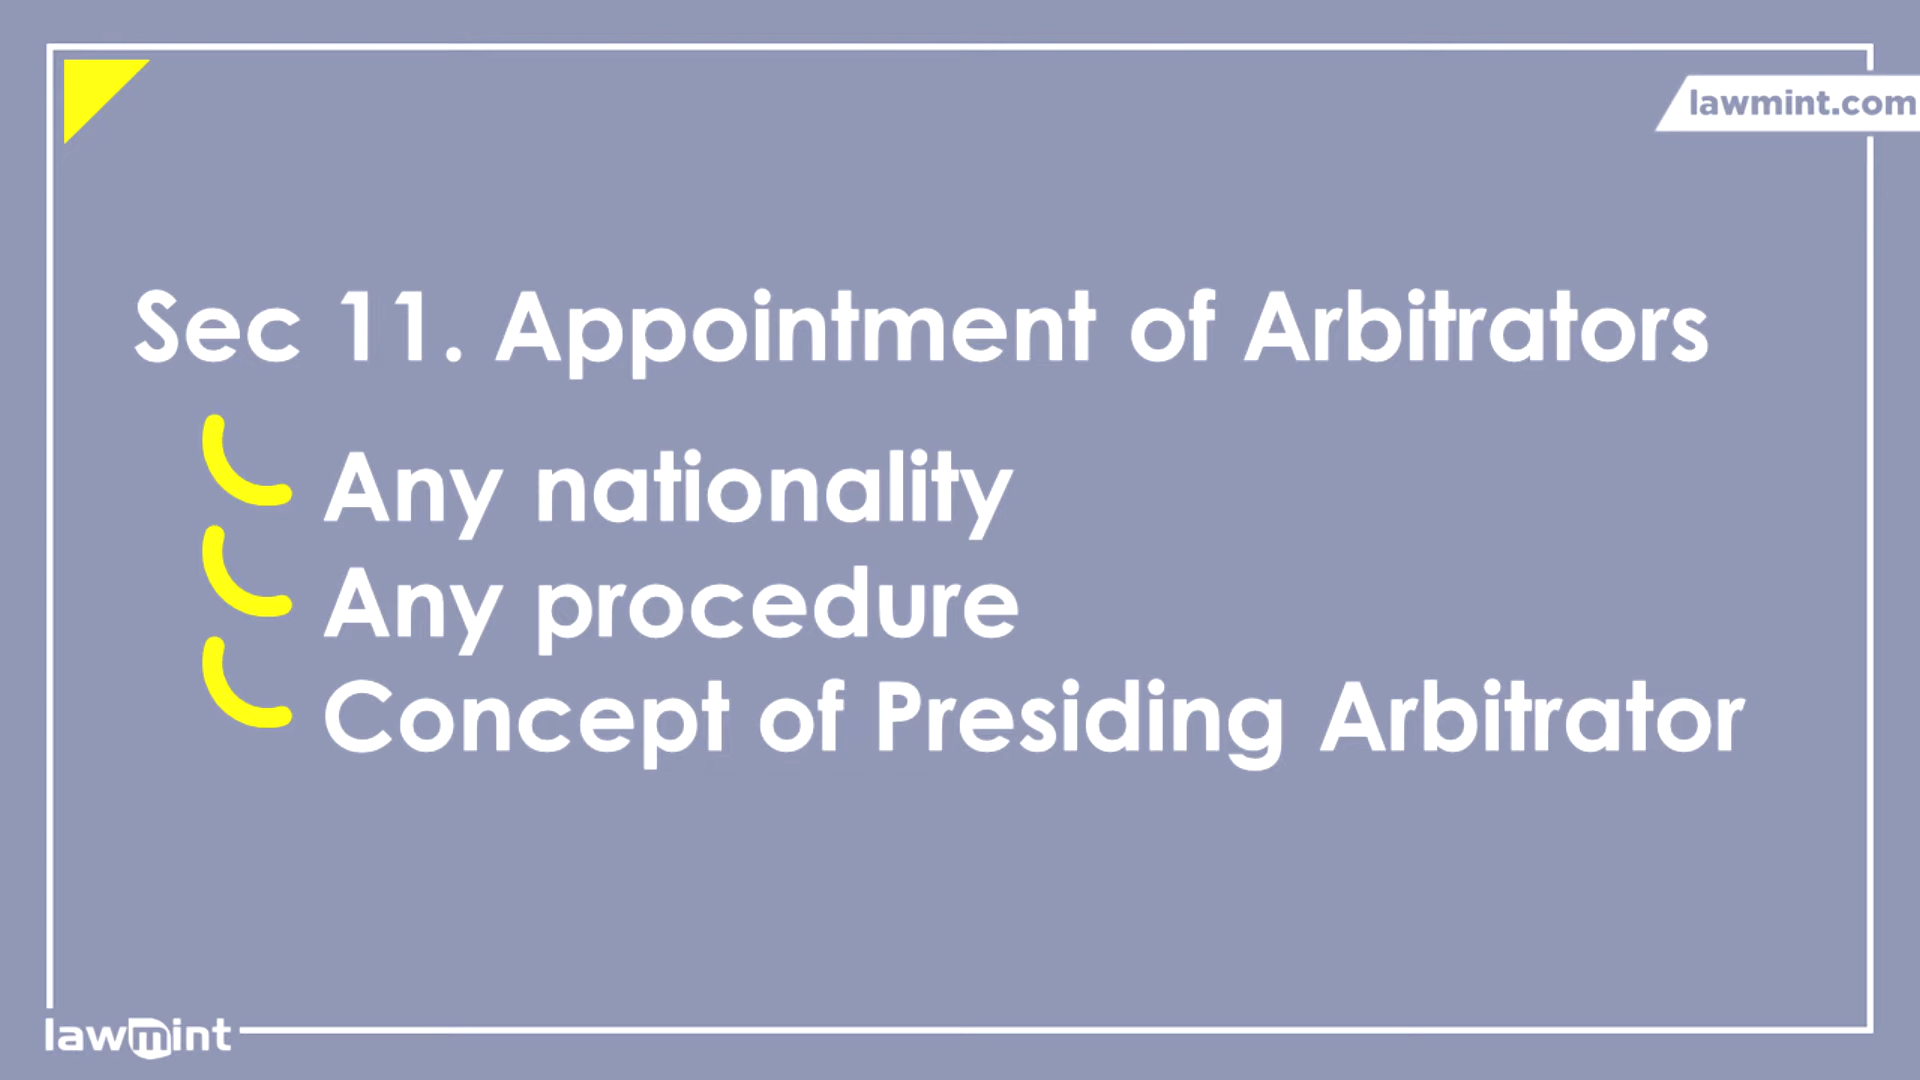 lawmint.com
Sec 11. Appointment of Arbitrators
Any nationality
Any procedure
Concept of Presiding Arbitrator
lawmint